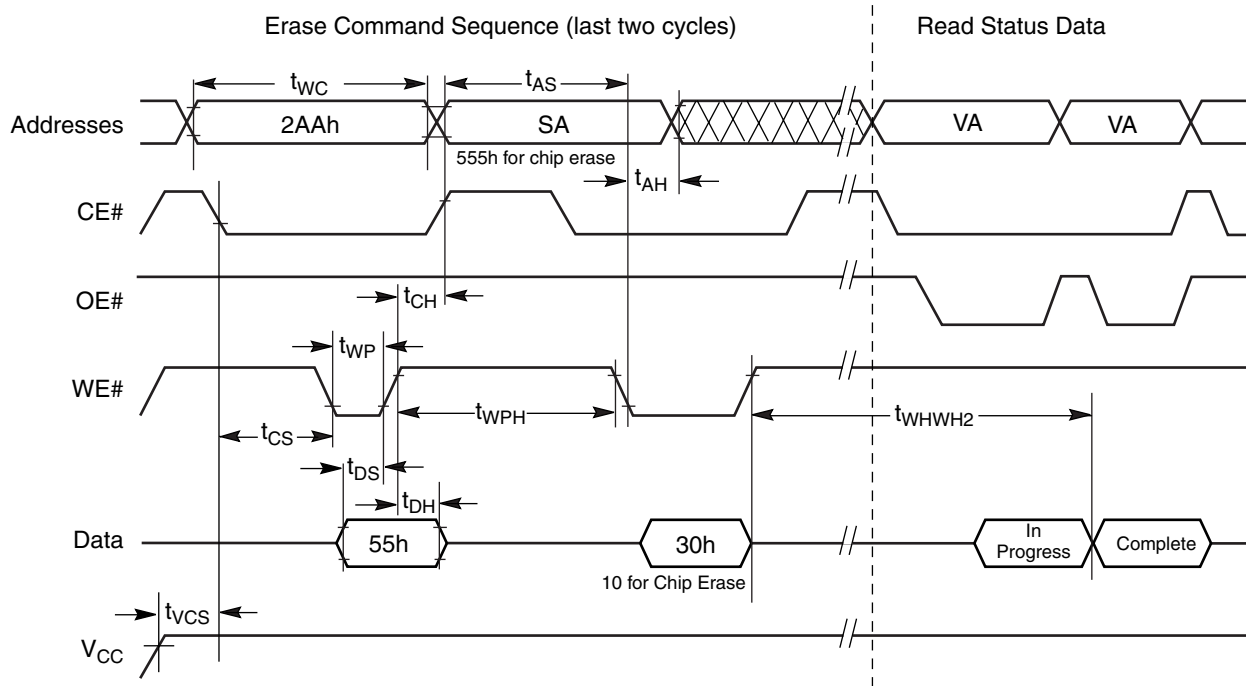 Erase Command Sequence (last two cycles) Read Status Data
tWC tAS
Addresses 2AAh SA VA VA
555h for chip erase
tAH
CE#
OE#
tCH
tWP
WE#
tWPH tWHWH2
tCS
tDS
tDH
Data 55h 30h In Progress Complete
10 for Chip Erase
tVCS
VCC